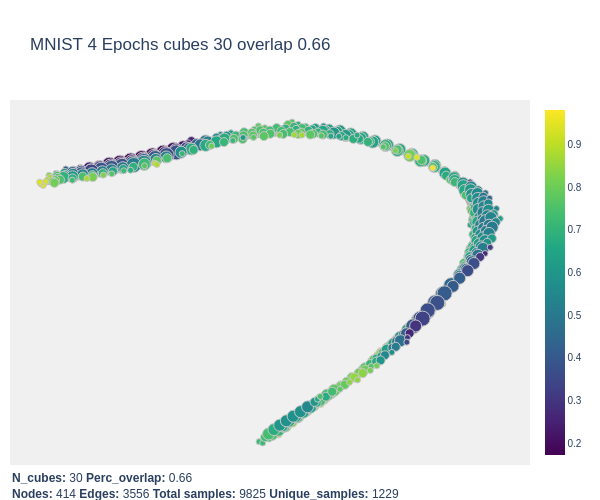 MNIST 4 Epochs cubes 30 overlap 0.66
0.9
0.8
0.7
0.6
0.5
0.4
0.3
0.2
N_cubes: 30 Perc_overlap: 0.66
Nodes: 414 Edges: 3556 Total samples: 9825 Unique_samples: 1229